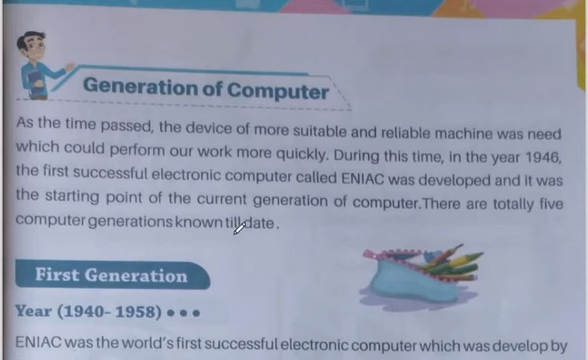 Generation of Computer
As the time passed, the device of more suitable and reliable machine was need
which could perform our work more quickly. During this time, in the year 1946,
the first successful electronic computer called ENIAC was developed and it was
the starting point of the current generation of computer.There are totally five
computer generations known till date.
First Generation
Year (1940- 1958) •••
ENIAC was the world's first successful electronic computer which was develop by